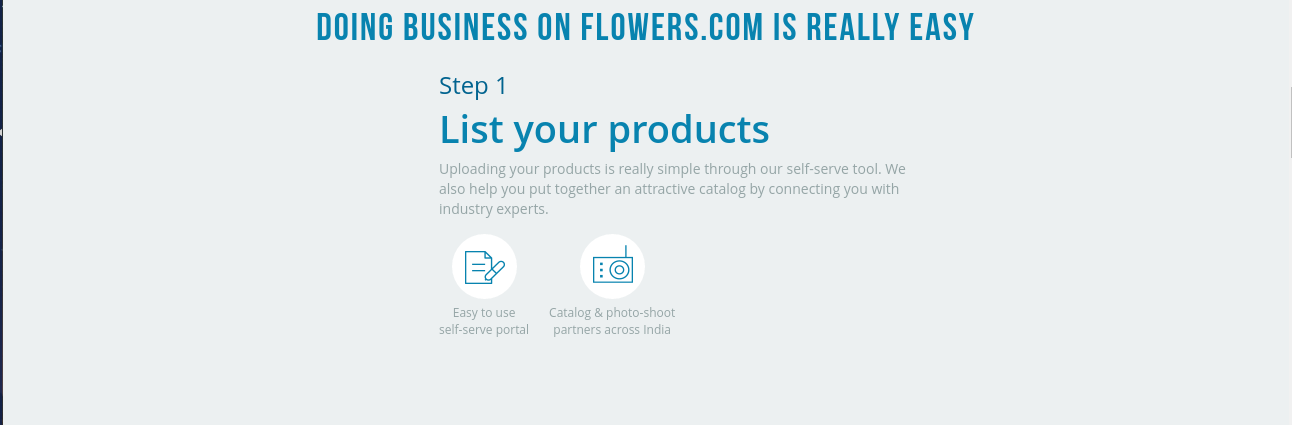 DOING BUSINESS ON FLOWERS.COM IS REALLY EASY
Step 1
List your products
Uploading your products is really simple through our self-serve tool. We
also help you put together an attractive catalog by connecting you with
industry experts.
Easy to use
self-serve portal
Catalog & photo-shoot
partners across India